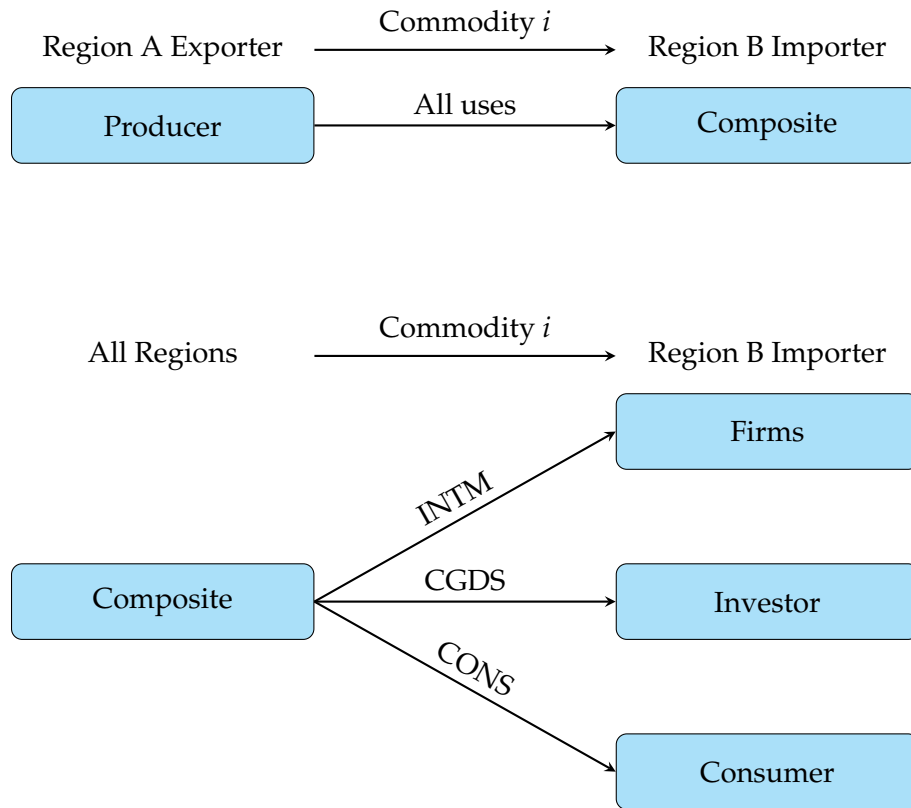 Commodity i
Region A Exporter
Region B Importer
Producer
All uses
Composite
Commodity i
All Regions
Region B Importer
Firms
INTM
Composite
CGDS
Investor
CONS
Consumer